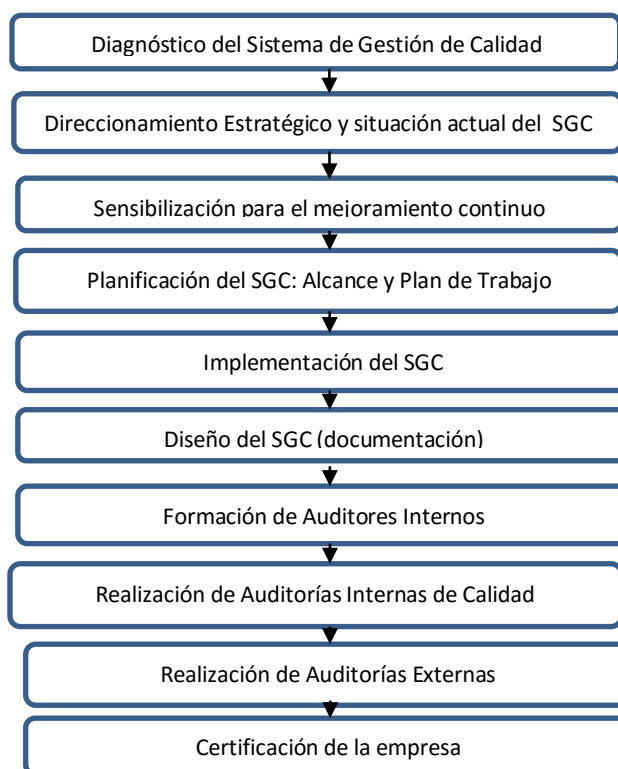 Diagnóstico del Sistema de Gestión de Calidad
Direccionamiento Estratégico y situación actual del SGC
Sensibilización para el mejoramiento continuo
Planificación del SGC: Alcance y Plan de Trabajo
Implementación del SGC
Diseño del SGC (documentación)
Formación de Auditores Internos
Realización de Auditorías Internas de Calidad
Realización de Auditorías Externas
Certificación de la empresa